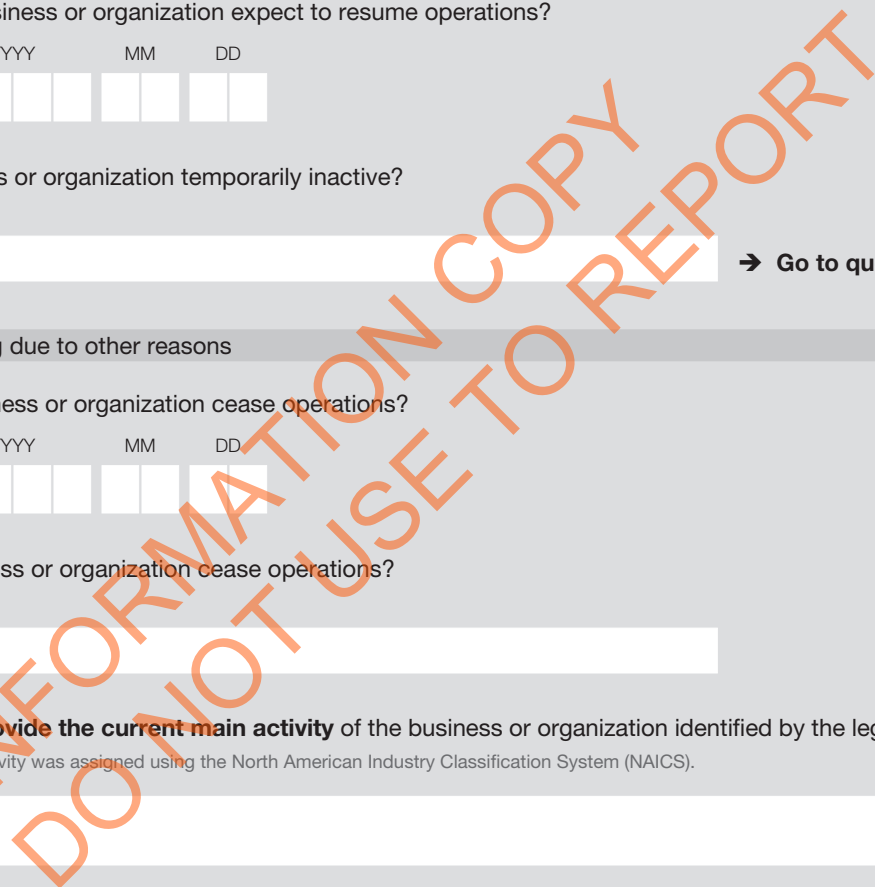 siness or organization expect to resume operations?
YYY MM DD
s or organization temporarily inactive?
➔ Go to qu
g due to other reasons
ness or organization cease operations?
YYY MM DD
ss or organization cease operations?
ovide the current main activity of the business or organization identified by the leg
vity was assigned using the North American Industry Classification System (NAICS).
INFORMATION COPY
DO NOT USE TO REPORT